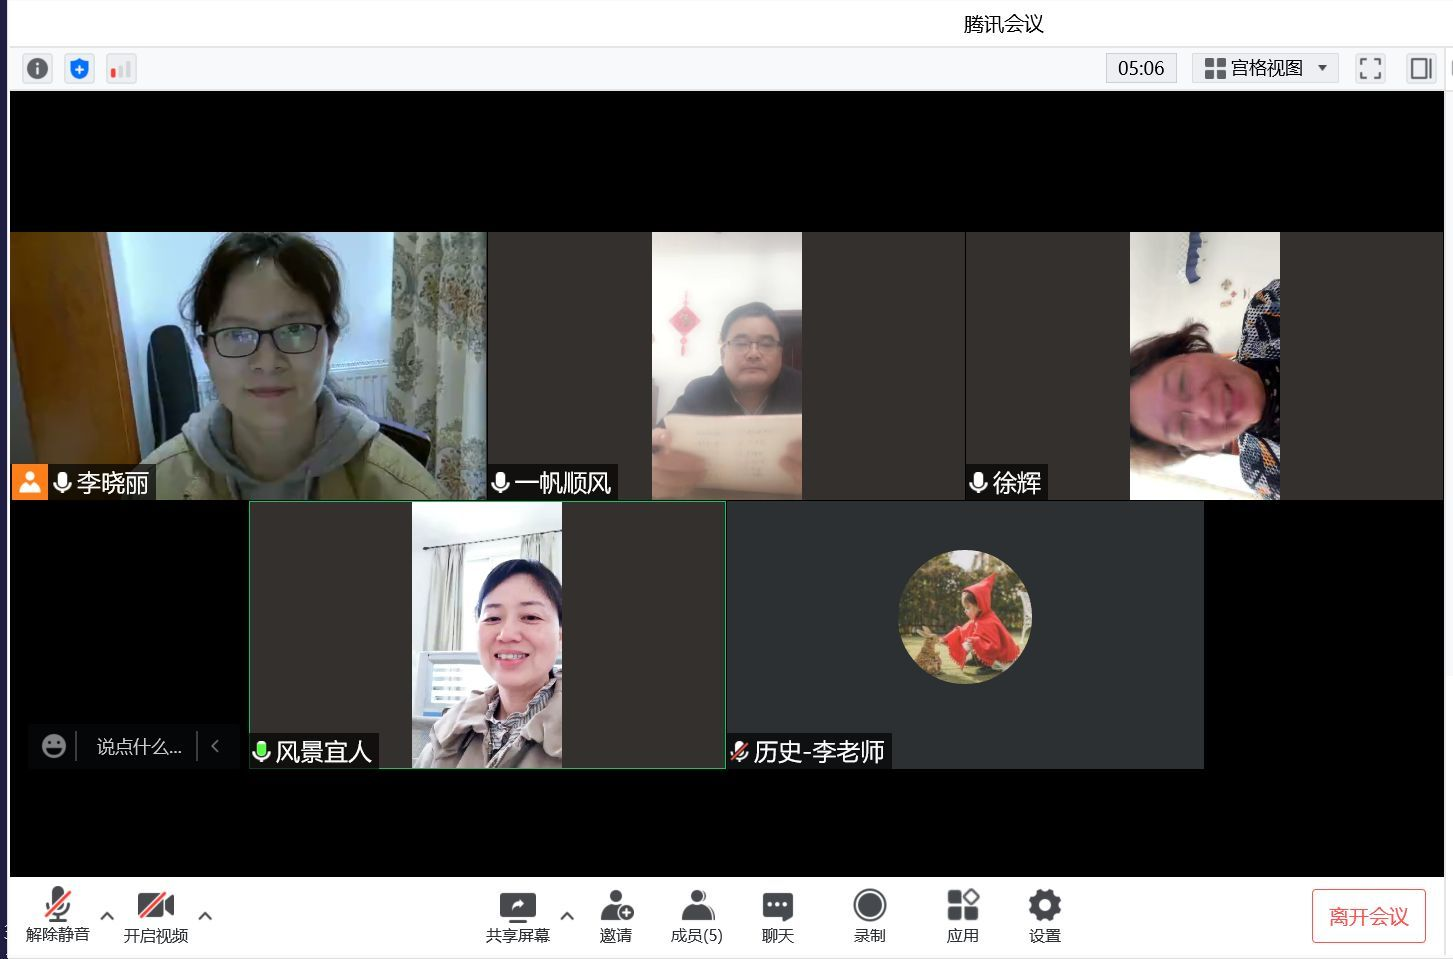 腾讯会议
05:06
宫格视图
李晓丽
一帆顺风
徐辉
说点什么...
风景宜人
历史-李老师
解除静音
开启视频
共享屏幕
邀请
成员(5)
聊天
录制
应用
设置
离开会议